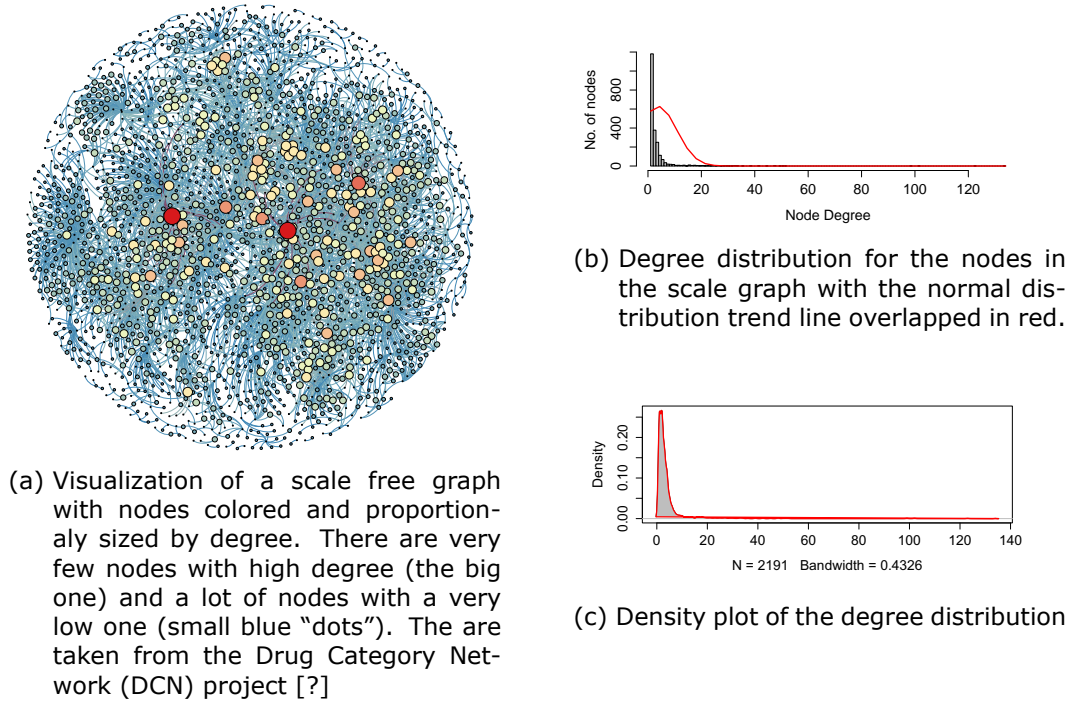 (a) Visualization of a scale free graph
with nodes colored and proportion-
aly sized by degree. There are very
few nodes with high degree (the big
one) and a lot of nodes with a very
low one (small blue “dots”). The are
taken from the Drug Category Net-
work (DCN) project [?]
No. of nodes
0 400 800
0 20 40 60 80 100 120
Node Degree
(b) Degree distribution for the nodes in
the scale graph with the normal dis-
tribution trend line overlapped in red.
Density
0.00 0.10 0.20
0 20 40 60 80 100 120 140
N = 2191 Bandwidth = 0.4326
(c) Density plot of the degree distribution